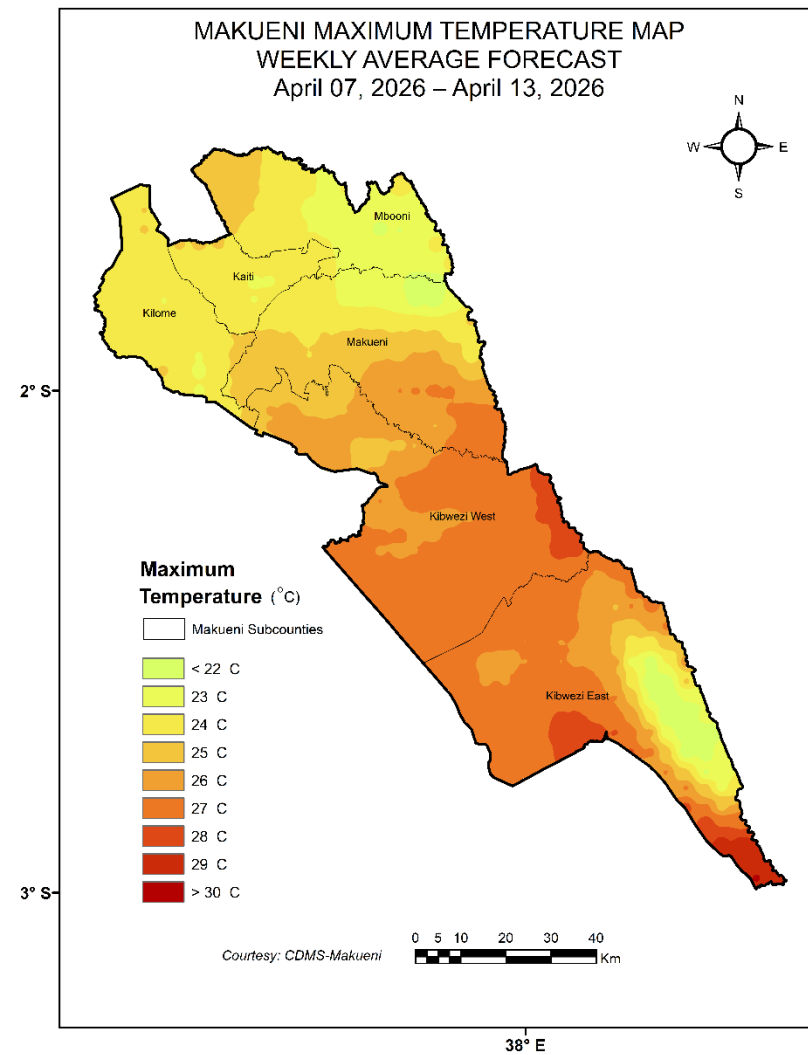 MAKUENI MAXIMUM TEMPERATURE MAP
WEEKLY AVERAGE FORECAST
April 07, 2026 – April 13, 2026
N
W E
S
Mbooni
Kaiti
Kilome
Makueni
2° S
Kibwezi West
Kibwezi East
Maximum
Temperature (°C)
Makueni Subcounties
< 22 C
23 C
24 C
25 C
26 C
27 C
28 C
29 C
> 30 C
3° S
0 5 10 20 30 40
Km
Courtesy: CDMS-Makueni
38° E